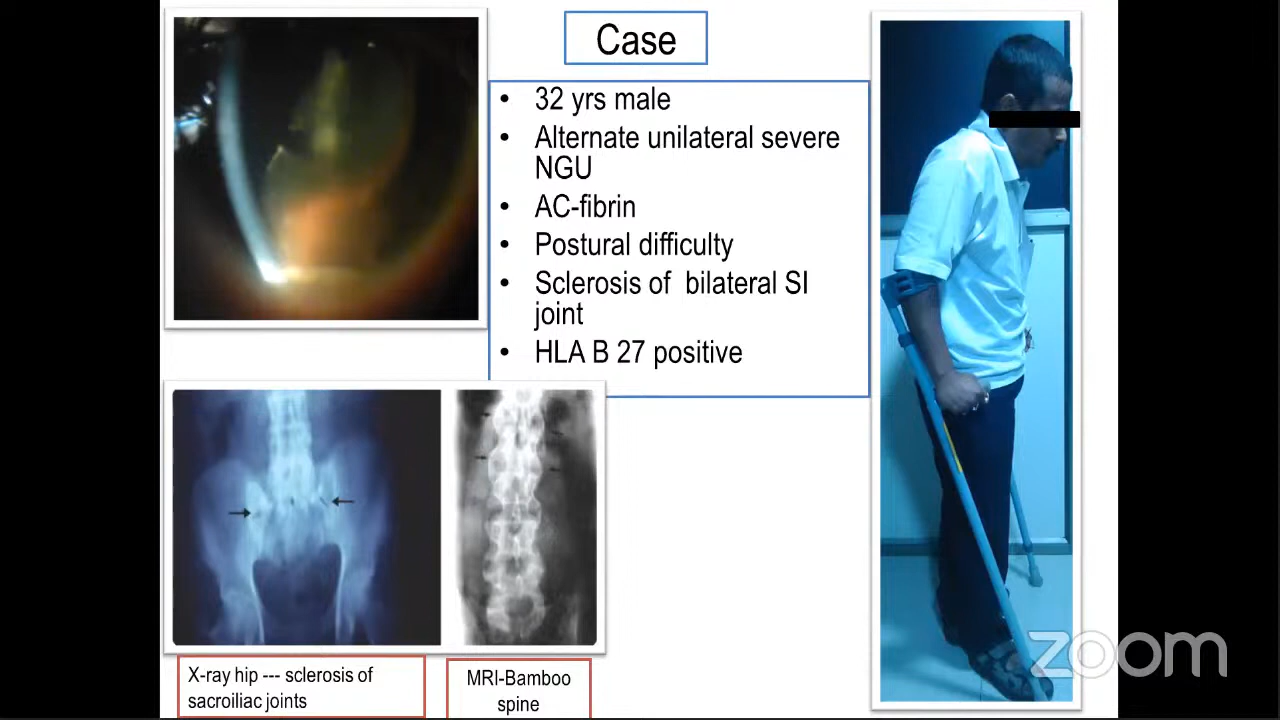 Case
• 32 yrs male
• Alternate unilateral severe
NGU
• AC-fibrin
• Postural difficulty
• Sclerosis of bilateral SI
joint
• HLA B 27 positive
X-ray hip --- sclerosis of
sacroiliac joints
MRI-Bamboo
spine
zoom